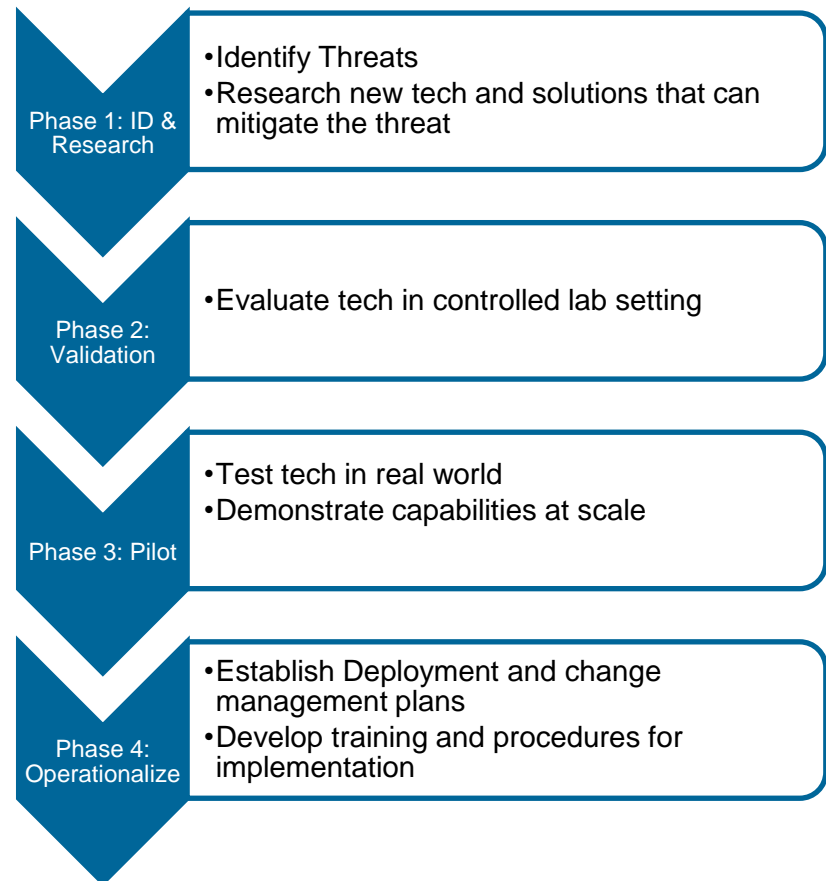 Phase 1: ID &
Research
•Identify Threats
•Research new tech and solutions that can
mitigate the threat
Phase 2:
Validation
•Evaluate tech in controlled lab setting
Phase 3: Pilot
•Test tech in real world
•Demonstrate capabilities at scale
Phase 4:
Operationalize
•Establish Deployment and change
management plans
•Develop training and procedures for
implementation